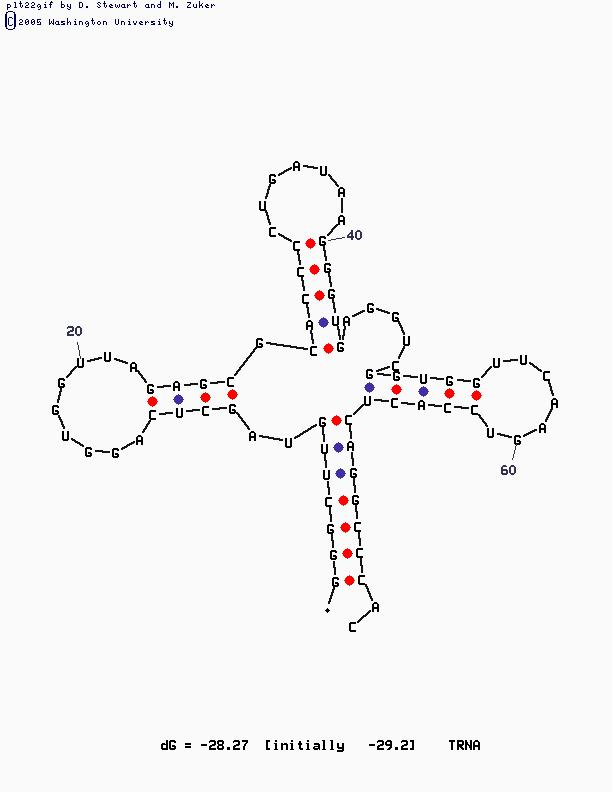 plt22gif by D. Stewart and M. Zuker
©2005 Washington University
G A U
U A
C A
C G 40
C G
C G
A U A G G
C G U
G C
20
U U A G A G C G G U G G U U C
G A
G C U C G U C A C C U G A
U G G A A U G C 60
U A
U G
U G
C G
G C
G C
G C
A
C
dG = -28.27 [initially -29.2] TRNA